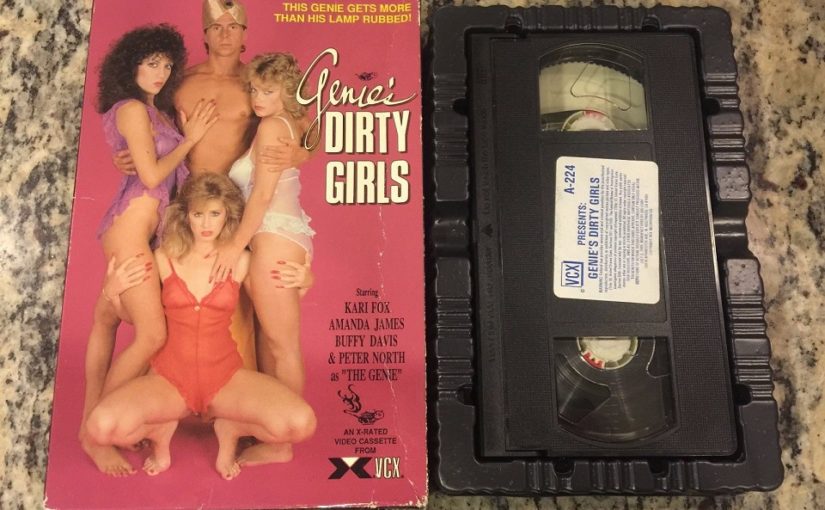 THIS GENIE GETS MORE
THAN HIS LAMP RUBBED!
Genie's
DIRTY
GIRLS
Starring
KARI FOX
AMANDA JAMES
BUFFY DAVIS
& PETER NORTH
as "THE GENIE"
AN X-RATED
VIDEO CASSETTE
FROM
VCX
VCX
PRESENTS:
A-224
GENIE'S DIRTY GIRLS